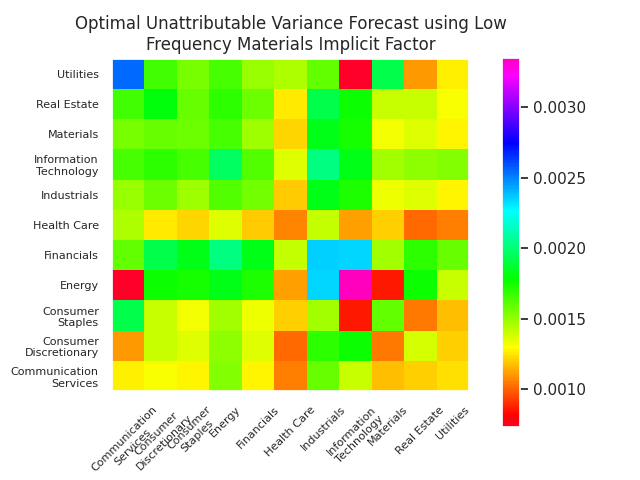 Optimal Unattributable Variance Forecast using Low
Frequency Materials Implicit Factor
Utilities
Real Estate
Materials
Information
Technology
Industrials
Health Care
Financials
Energy
Consumer
Staples
Consumer
Discretionary
Communication
Services
Communication
Services
Consumer
Discretionary
Consumer
Staples
Energy
Financials
Health Care
Industrials
Information
Technology
Materials
Real Estate
Utilities
0.0030
0.0025
0.0020
0.0015
0.0010